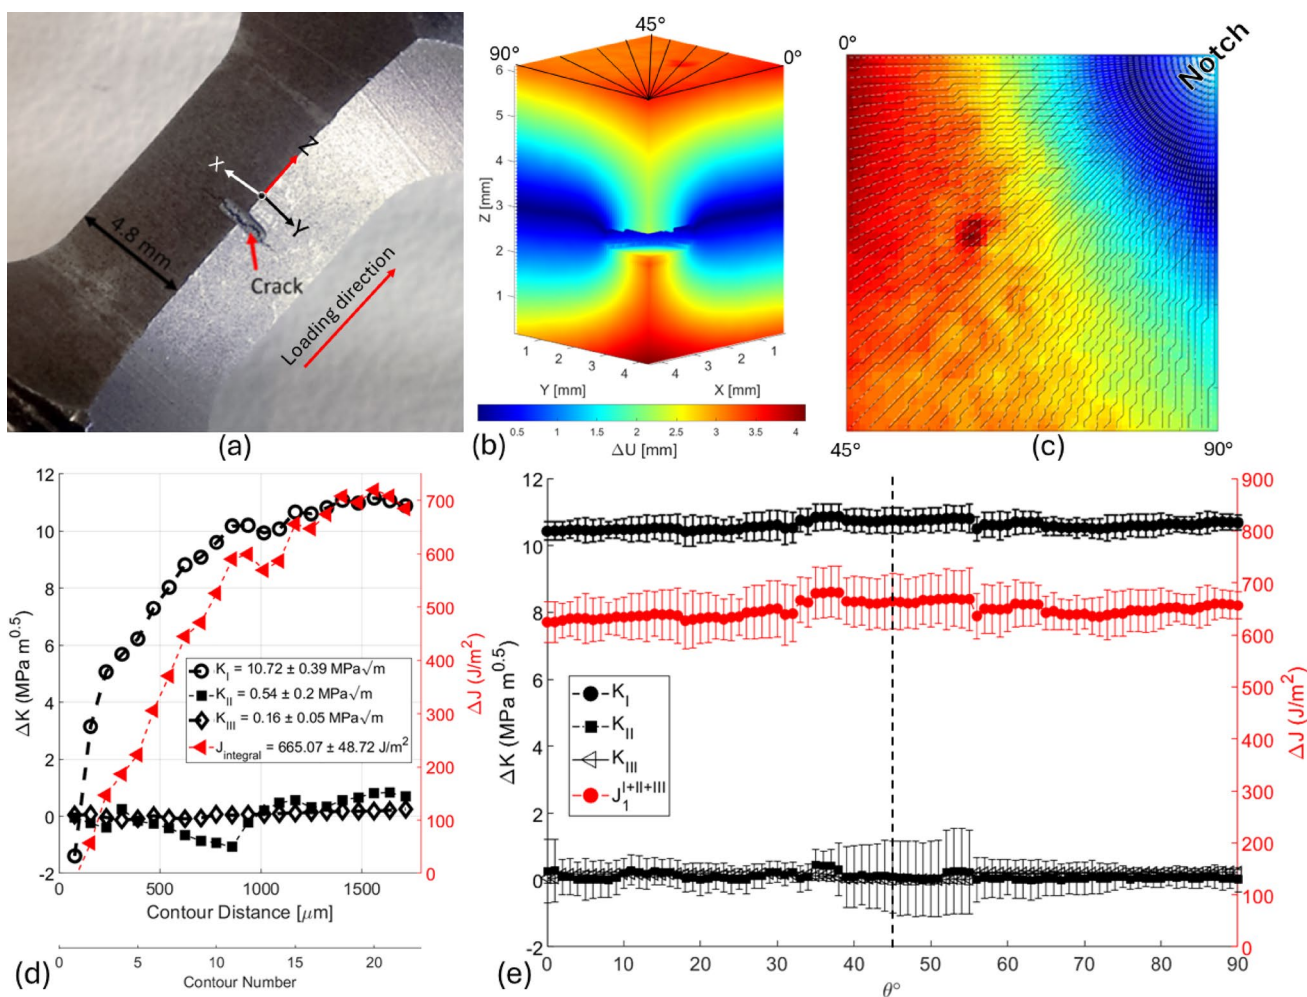 X
Z
Y
4.8 mm
Crack
Loading direction
(a)
45°
90°
0°
6
5
4
3
2
1
Z [mm]
1
2
3
4
4
3
2
1
Y [mm]
X [mm]
0.5
1
1.5
2
2.5
3
3.5
4
ΔU [mm]
(b)
0°
Notch
45°
90°
(c)
12
10
8
6
4
2
0
-2
ΔK (MPa m^0.5)
700
600
500
400
300
200
100
0
ΔJ (J/m²)
K_I = 10.72 ± 0.39 MPa√m
K_II = 0.54 ± 0.2 MPa√m
K_III = 0.16 ± 0.05 MPa√m
J_integral = 665.07 ± 48.72 J/m²
0
500
1000
1500
Contour Distance [μm]
0
5
10
15
20
Contour Number
(d)
12
10
8
6
4
2
0
-2
ΔK (MPa m^0.5)
900
800
700
600
500
400
300
200
100
0
ΔJ (J/m²)
K_I
K_II
K_III
J_1^I+II+III
0
10
20
30
40
50
60
70
80
90
θ°
(e)